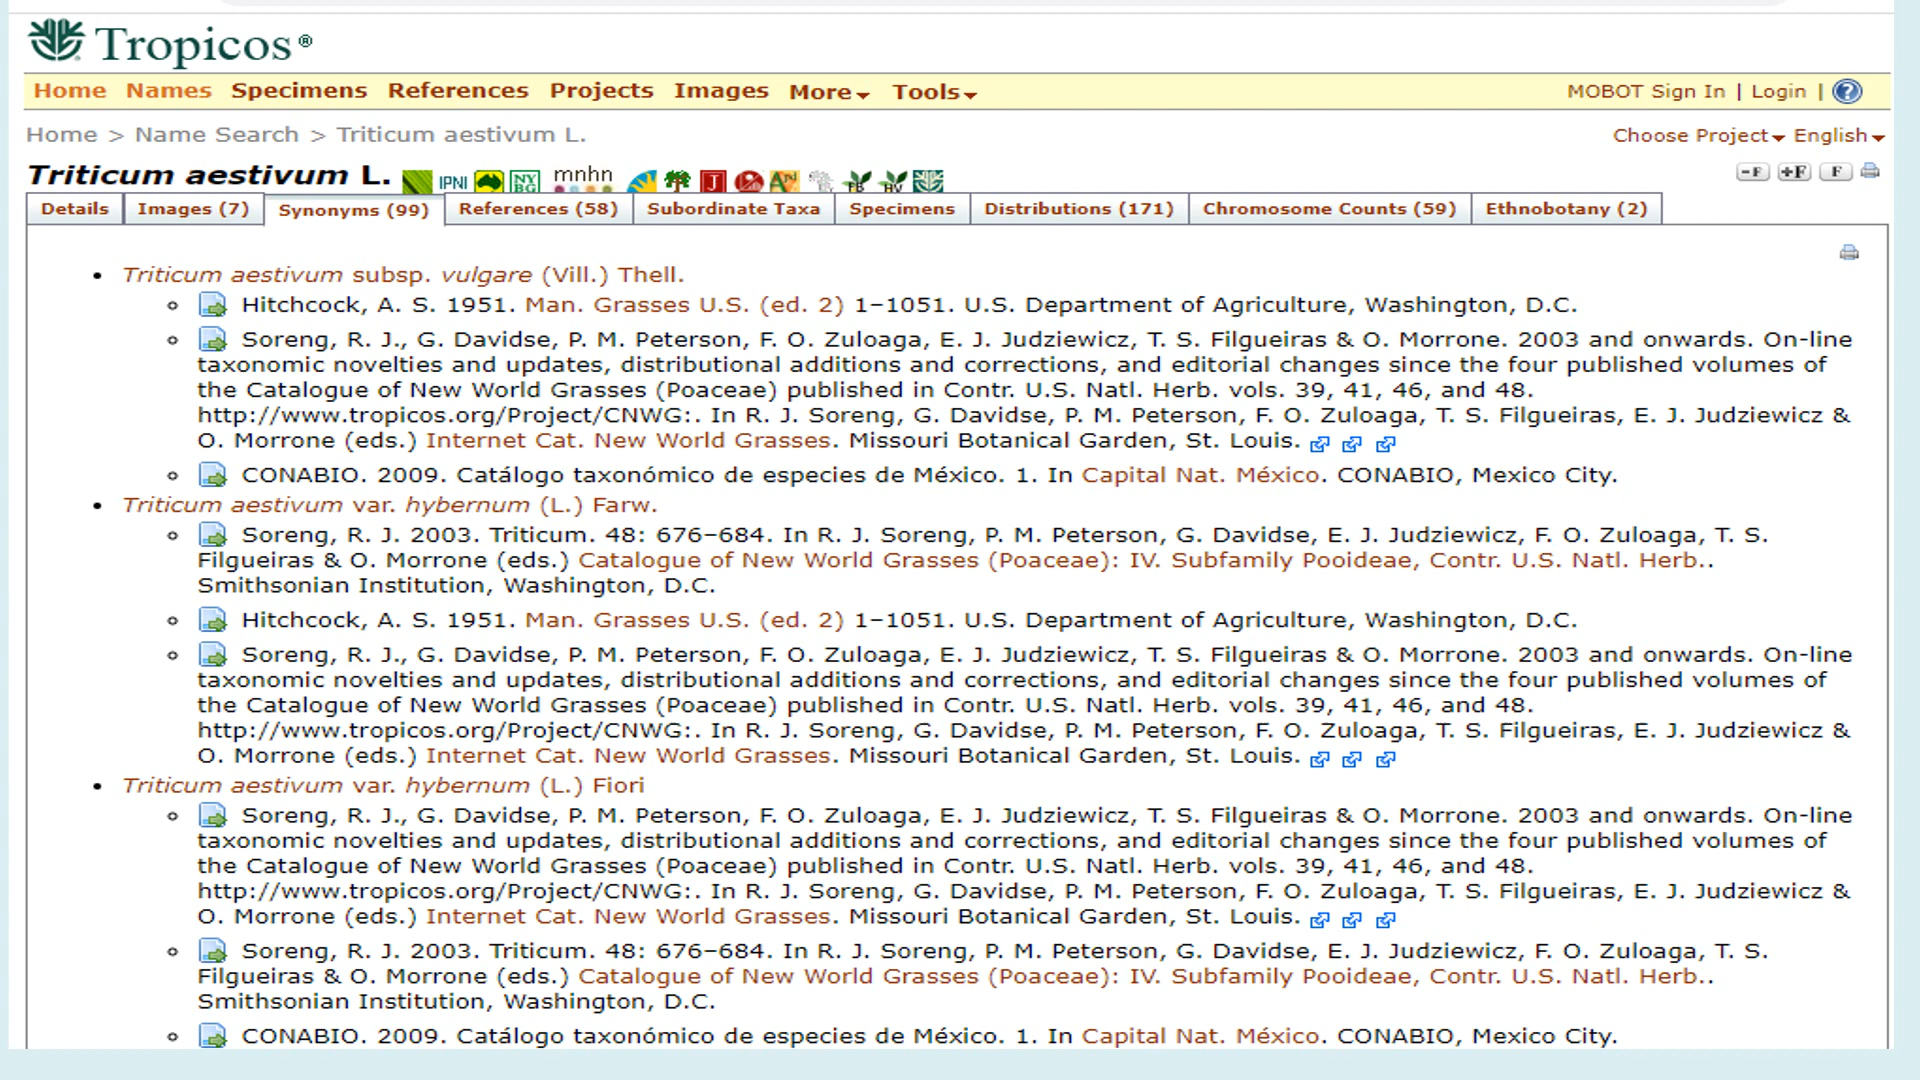 Tropicos®
Home Names Specimens References Projects Images More Tools MOBOT Sign In | Login | ?
Home > Name Search > Triticum aestivum L. Choose Project English
Triticum aestivum L. IPNI NY BG mnhn J FB HV -F +F F
Details Images (7) Synonyms (99) References (58) Subordinate Taxa Specimens Distributions (171) Chromosome Counts (59) Ethnobotany (2)
• Triticum aestivum subsp. vulgare (Vill.) Thell.
Hitchcock, A. S. 1951. Man. Grasses U.S. (ed. 2) 1–1051. U.S. Department of Agriculture, Washington, D.C.
Soreng, R. J., G. Davidse, P. M. Peterson, F. O. Zuloaga, E. J. Judziewicz, T. S. Filgueiras & O. Morrone. 2003 and onwards. On-line
taxonomic novelties and updates, distributional additions and corrections, and editorial changes since the four published volumes of
the Catalogue of New World Grasses (Poaceae) published in Contr. U.S. Natl. Herb. vols. 39, 41, 46, and 48.
http://www.tropicos.org/Project/CNWG:. In R. J. Soreng, G. Davidse, P. M. Peterson, F. O. Zuloaga, T. S. Filgueiras, E. J. Judziewicz &
O. Morrone (eds.) Internet Cat. New World Grasses. Missouri Botanical Garden, St. Louis.
CONABIO. 2009. Catálogo taxonómico de especies de México. 1. In Capital Nat. México. CONABIO, Mexico City.
• Triticum aestivum var. hybernum (L.) Farw.
Soreng, R. J. 2003. Triticum. 48: 676–684. In R. J. Soreng, P. M. Peterson, G. Davidse, E. J. Judziewicz, F. O. Zuloaga, T. S.
Filgueiras & O. Morrone (eds.) Catalogue of New World Grasses (Poaceae): IV. Subfamily Pooideae, Contr. U.S. Natl. Herb..
Smithsonian Institution, Washington, D.C.
Hitchcock, A. S. 1951. Man. Grasses U.S. (ed. 2) 1–1051. U.S. Department of Agriculture, Washington, D.C.
Soreng, R. J., G. Davidse, P. M. Peterson, F. O. Zuloaga, E. J. Judziewicz, T. S. Filgueiras & O. Morrone. 2003 and onwards. On-line
taxonomic novelties and updates, distributional additions and corrections, and editorial changes since the four published volumes of
the Catalogue of New World Grasses (Poaceae) published in Contr. U.S. Natl. Herb. vols. 39, 41, 46, and 48.
http://www.tropicos.org/Project/CNWG:. In R. J. Soreng, G. Davidse, P. M. Peterson, F. O. Zuloaga, T. S. Filgueiras, E. J. Judziewicz &
O. Morrone (eds.) Internet Cat. New World Grasses. Missouri Botanical Garden, St. Louis.
• Triticum aestivum var. hybernum (L.) Fiori
Soreng, R. J., G. Davidse, P. M. Peterson, F. O. Zuloaga, E. J. Judziewicz, T. S. Filgueiras & O. Morrone. 2003 and onwards. On-line
taxonomic novelties and updates, distributional additions and corrections, and editorial changes since the four published volumes of
the Catalogue of New World Grasses (Poaceae) published in Contr. U.S. Natl. Herb. vols. 39, 41, 46, and 48.
http://www.tropicos.org/Project/CNWG:. In R. J. Soreng, G. Davidse, P. M. Peterson, F. O. Zuloaga, T. S. Filgueiras, E. J. Judziewicz &
O. Morrone (eds.) Internet Cat. New World Grasses. Missouri Botanical Garden, St. Louis.
Soreng, R. J. 2003. Triticum. 48: 676–684. In R. J. Soreng, P. M. Peterson, G. Davidse, E. J. Judziewicz, F. O. Zuloaga, T. S.
Filgueiras & O. Morrone (eds.) Catalogue of New World Grasses (Poaceae): IV. Subfamily Pooideae, Contr. U.S. Natl. Herb..
Smithsonian Institution, Washington, D.C.
CONABIO. 2009. Catálogo taxonómico de especies de México. 1. In Capital Nat. México. CONABIO, Mexico City.